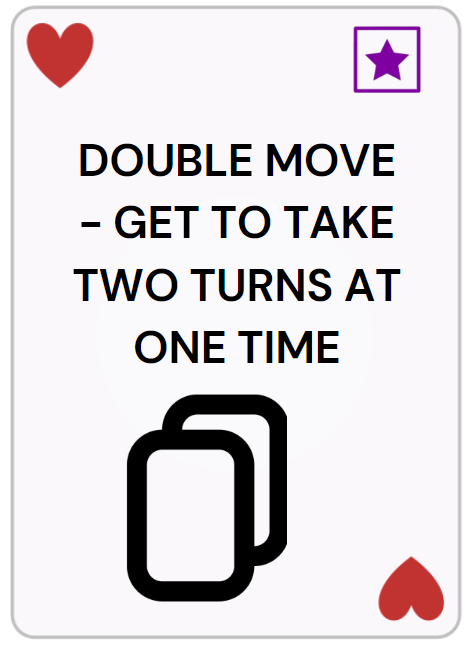 DOUBLE MOVE
- GET TO TAKE
TWO TURNS AT
ONE TIME